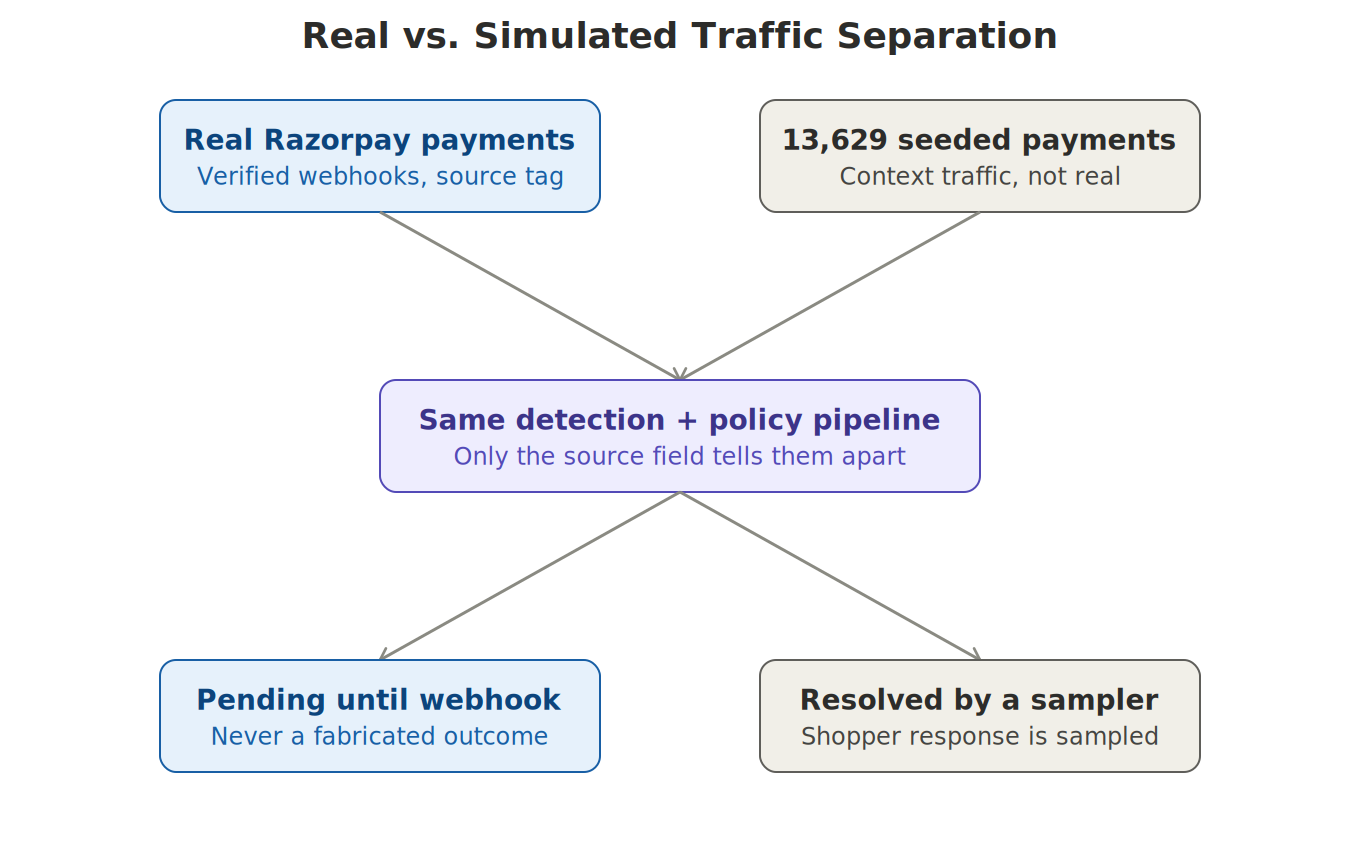 Real vs. Simulated Traffic Separation
Real Razorpay payments
Verified webhooks, source tag
13,629 seeded payments
Context traffic, not real
Same detection + policy pipeline
Only the source field tells them apart
Pending until webhook
Never a fabricated outcome
Resolved by a sampler
Shopper response is sampled